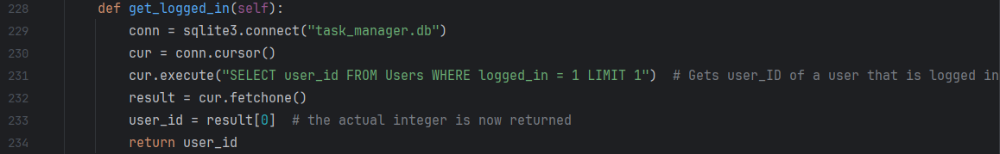 228 def get_logged_in(self):
229 conn = sqlite3.connect("task_manager.db")
230 cur = conn.cursor()
231 cur.execute("SELECT user_id FROM Users WHERE logged_in = 1 LIMIT 1")  # Gets user_ID of a user that is logged in
232 result = cur.fetchone()
233 user_id = result[0]  # the actual integer is now returned
234 return user_id